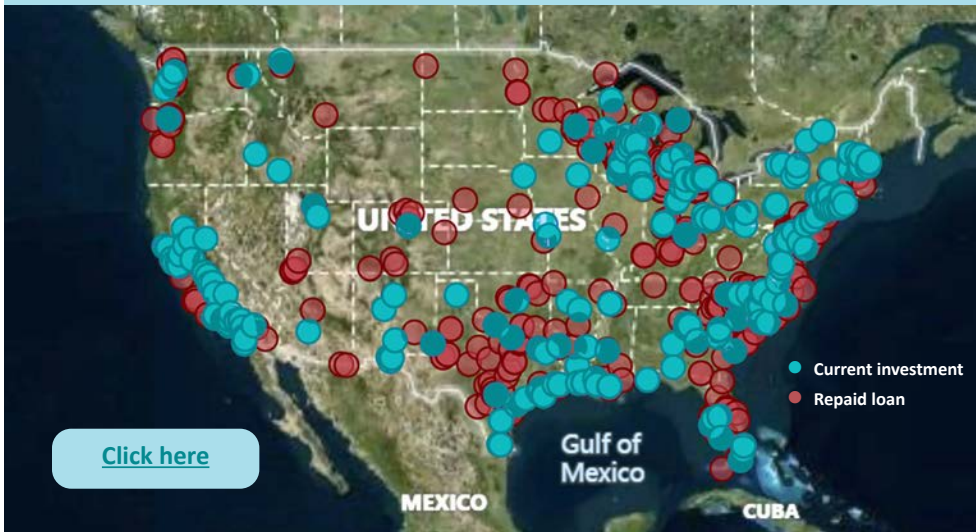 UNITED STATES
Current investment
Repaid loan
Click here
Gulf of
Mexico
MEXICO
CUBA